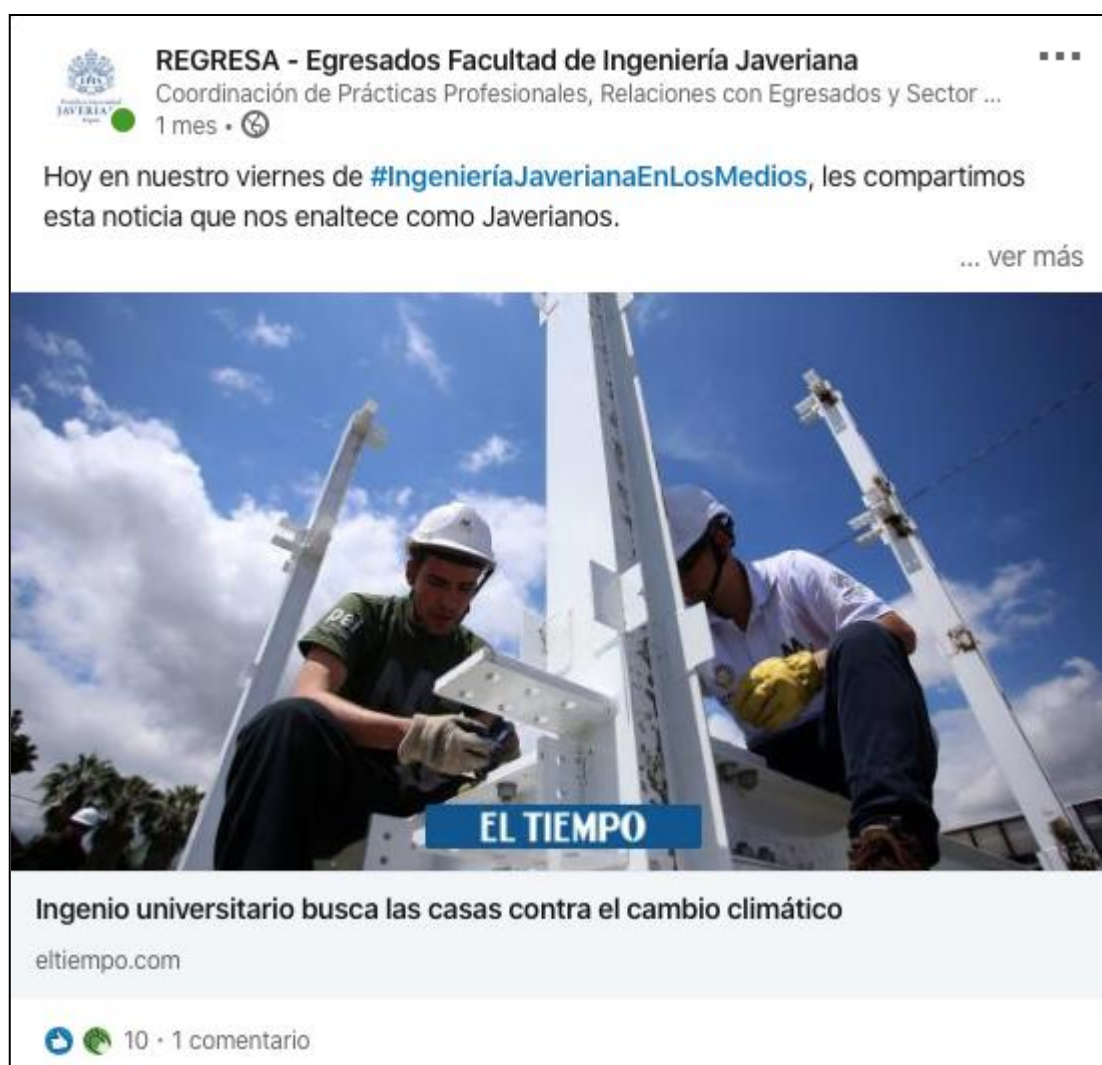 REGRESA - Egresados Facultad de Ingeniería Javeriana
Coordinación de Prácticas Profesionales, Relaciones con Egresados y Sector ...
1 mes •
Hoy en nuestro viernes de #IngenieríaJaverianaEnLosMedios, les compartimos
esta noticia que nos enaltece como Javerianos.
... ver más
pei
EL TIEMPO
Ingenio universitario busca las casas contra el cambio climático
eltiempo.com
10 · 1 comentario